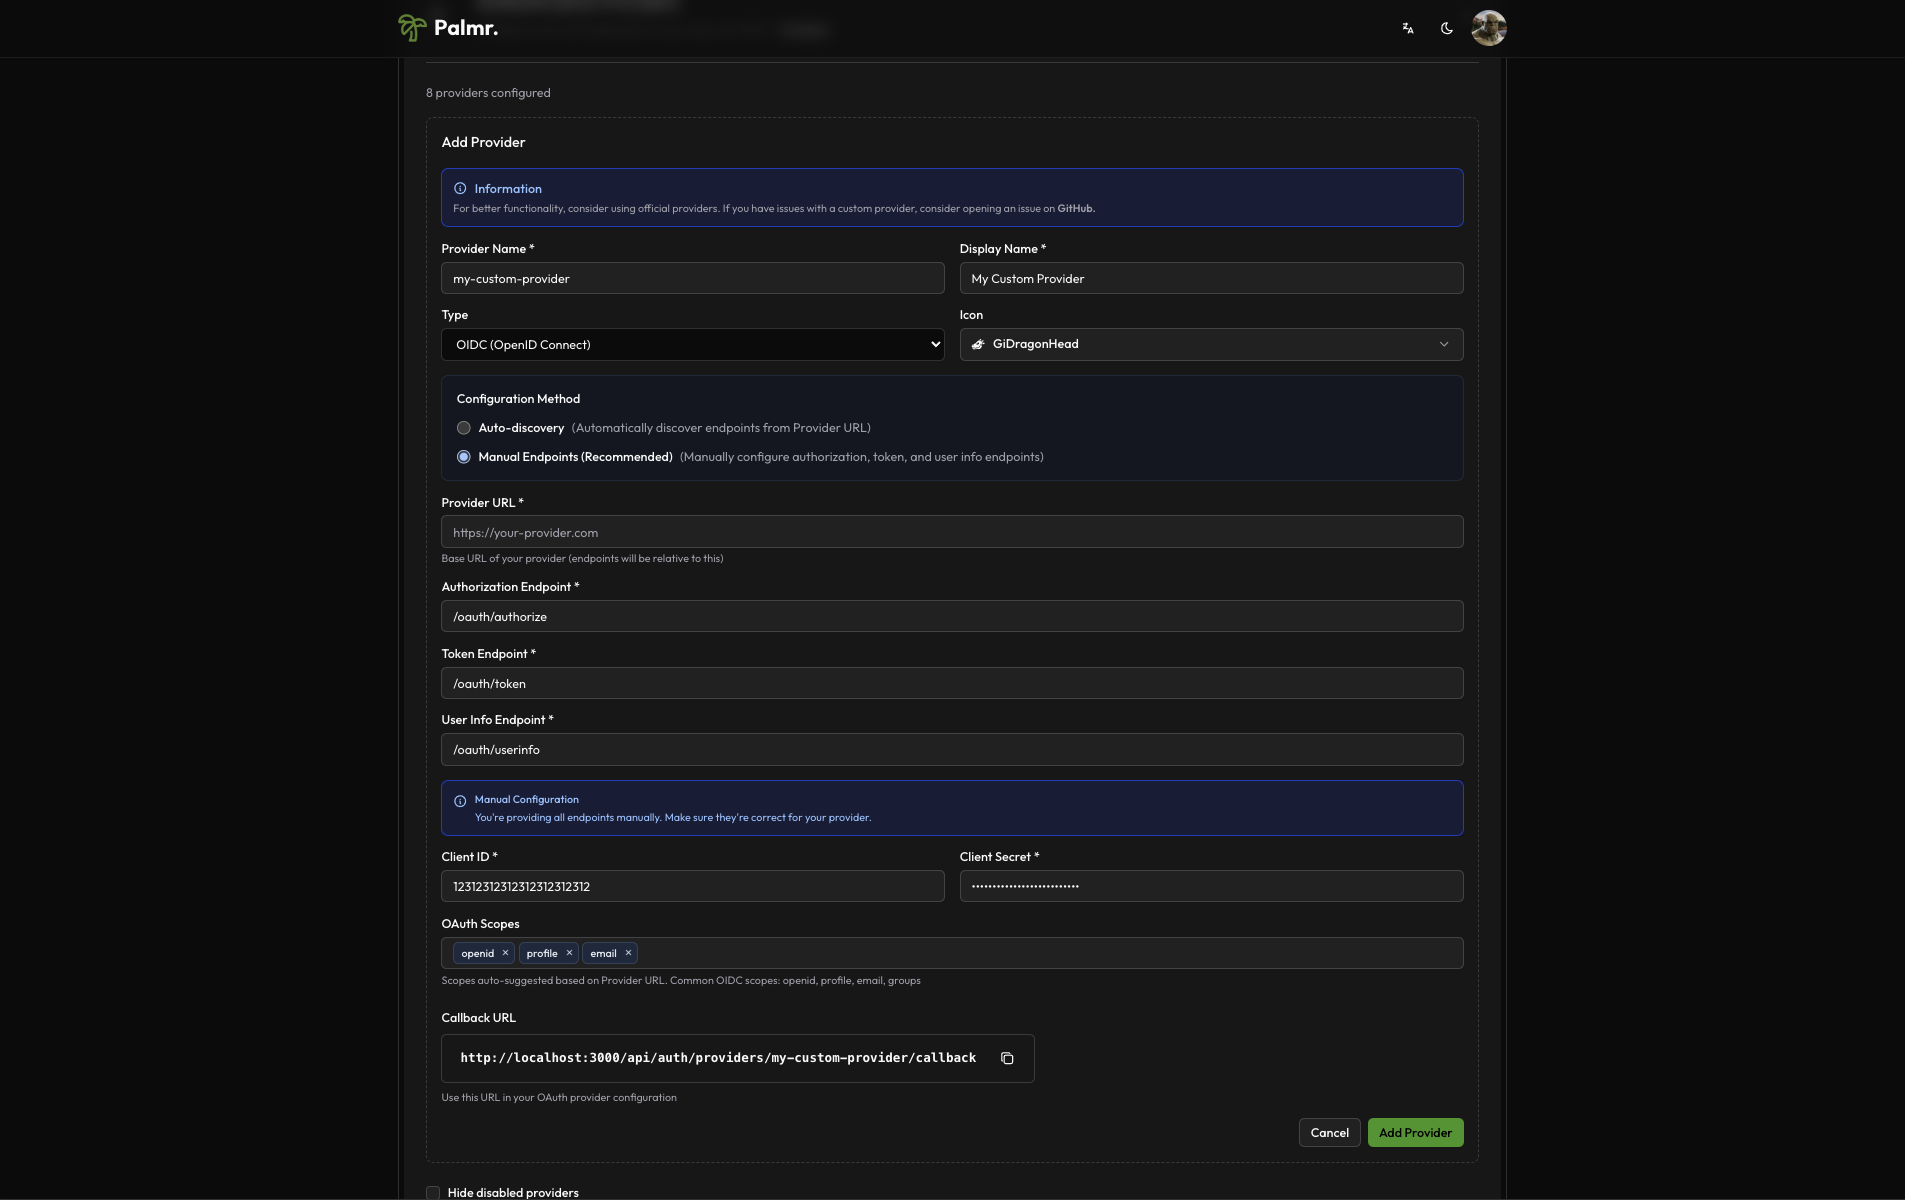 Palmr.
8 providers configured
Add Provider
Information
For better functionality, consider using official providers. If you have issues with a custom provider, consider opening an issue on GitHub.
Provider Name *
Display Name *
my-custom-provider
My Custom Provider
Type
Icon
OIDC (OpenID Connect)
GiDragonHead
Configuration Method
Auto-discovery (Automatically discover endpoints from Provider URL)
Manual Endpoints (Recommended) (Manually configure authorization, token, and user info endpoints)
Provider URL *
https://your-provider.com
Base URL of your provider (endpoints will be relative to this)
Authorization Endpoint *
/oauth/authorize
Token Endpoint *
/oauth/token
User Info Endpoint *
/oauth/userinfo
Manual Configuration
You're providing all endpoints manually. Make sure they're correct for your provider.
Client ID *
Client Secret *
12312312312312312312312
••••••••••••••••••••••••••
OAuth Scopes
openid × profile × email ×
Scopes auto-suggested based on Provider URL. Common OIDC scopes: openid, profile, email, groups
Callback URL
http://localhost:3000/api/auth/providers/my-custom-provider/callback
Use this URL in your OAuth provider configuration
Cancel
Add Provider
Hide disabled providers